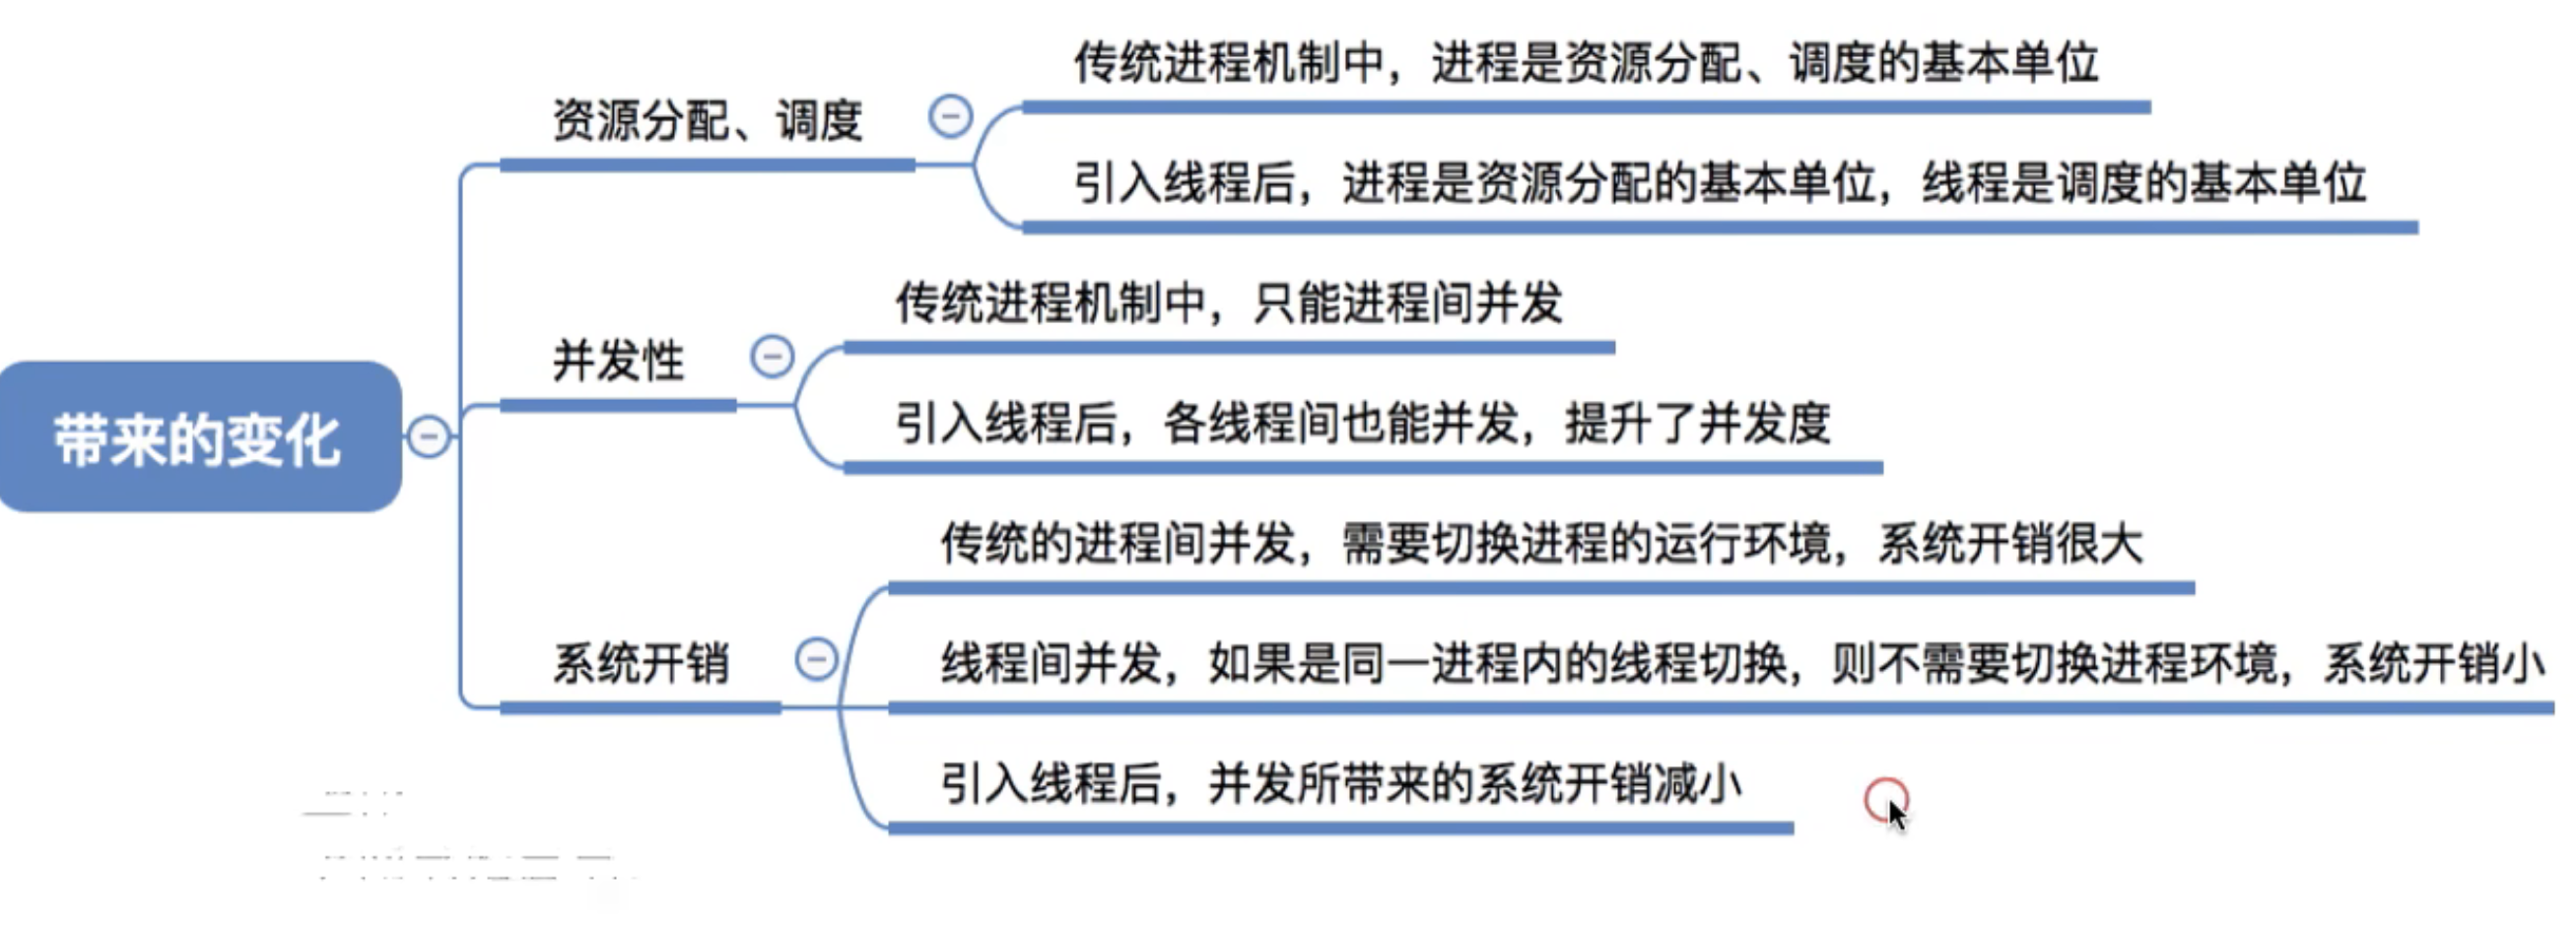 传统进程机制中，进程是资源分配、调度的基本单位
资源分配、调度
引入线程后，进程是资源分配的基本单位，线程是调度的基本单位
传统进程机制中，只能进程间并发
并发性
引入线程后，各线程间也能并发，提升了并发度
带来的变化
传统的进程间并发，需要切换进程的运行环境，系统开销很大
系统开销
线程间并发，如果是同一进程内的线程切换，则不需要切换进程环境，系统开销小
引入线程后，并发所带来的系统开销减小